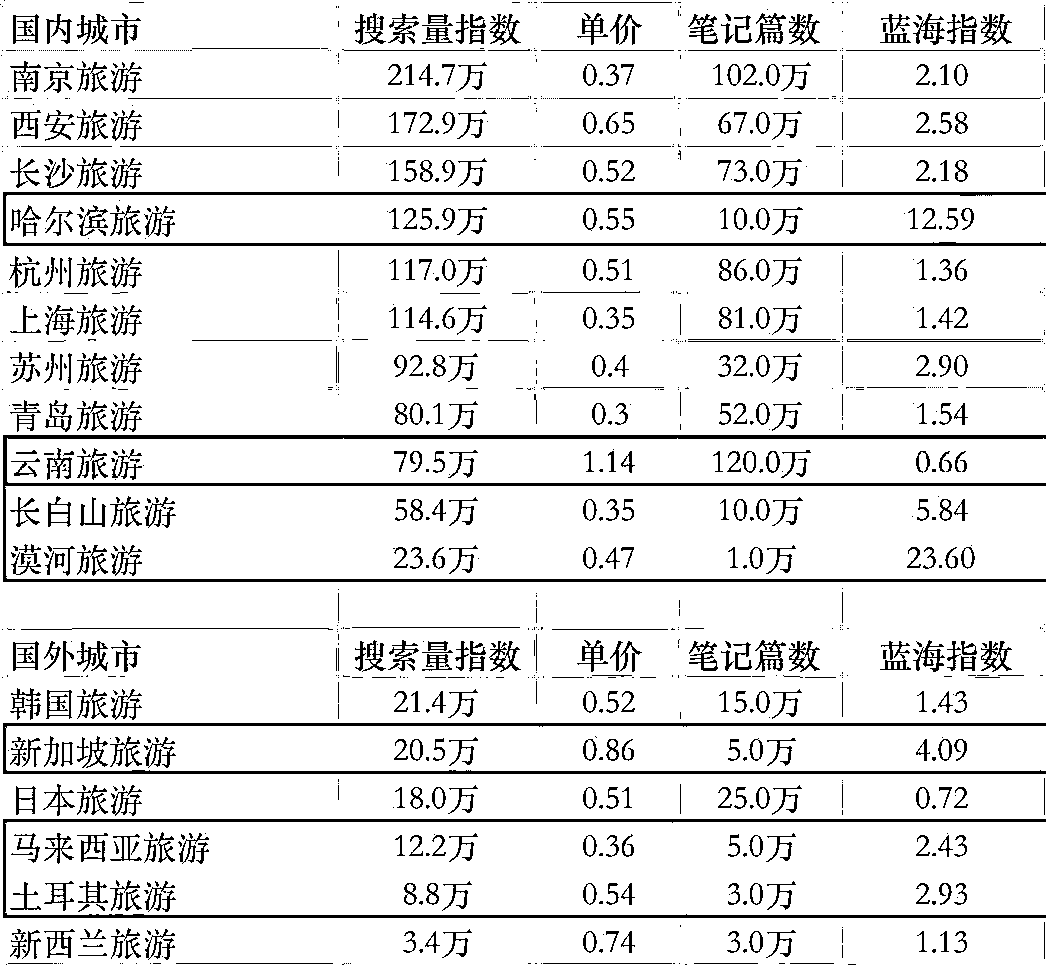 国内城市 搜索量指数 单价 笔记篇数 蓝海指数
南京旅游 214.7万 0.37 102.0万 2.10
西安旅游 172.9万 0.65 67.0万 2.58
长沙旅游 158.9万 0.52 73.0万 2.18
哈尔滨旅游 125.9万 0.55 10.0万 12.59
杭州旅游 117.0万 0.51 86.0万 1.36
上海旅游 114.6万 0.35 81.0万 1.42
苏州旅游 92.8万 0.4 32.0万 2.90
青岛旅游 80.1万 0.3 52.0万 1.54
云南旅游 79.5万 1.14 120.0万 0.66
长白山旅游 58.4万 0.35 10.0万 5.84
漠河旅游 23.6万 0.47 1.0万 23.60
国外城市 搜索量指数 单价 笔记篇数 蓝海指数
韩国旅游 21.4万 0.52 15.0万 1.43
新加坡旅游 20.5万 0.86 5.0万 4.09
日本旅游 18.0万 0.51 25.0万 0.72
马来西亚旅游 12.2万 0.36 5.0万 2.43
土耳其旅游 8.8万 0.54 3.0万 2.93
新西兰旅游 3.4万 0.74 3.0万 1.13